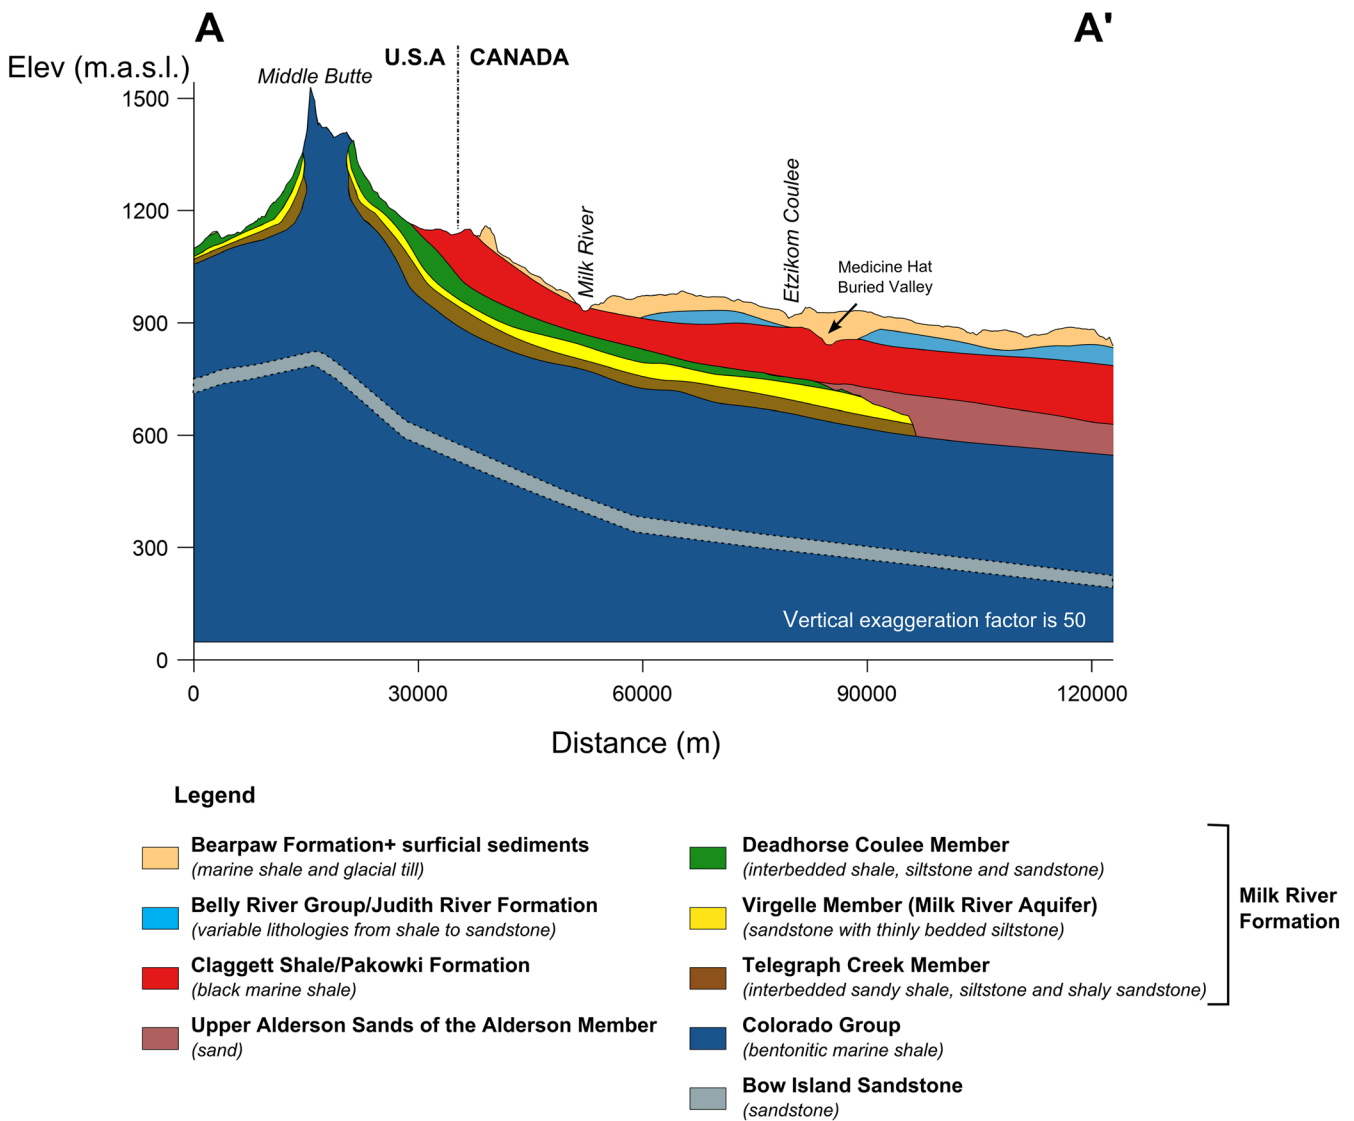 A
A'
U.S.A
CANADA
Elev (m.a.s.l.)
Middle Butte
1500
1200
900
600
300
0
Milk River
Etzikom Coulee
Medicine Hat
Buried Valley
Vertical exaggeration factor is 50
0
30000
60000
90000
120000
Distance (m)
Legend
Bearpaw Formation+ surficial sediments
(marine shale and glacial till)
Belly River Group/Judith River Formation
(variable lithologies from shale to sandstone)
Claggett Shale/Pakowki Formation
(black marine shale)
Upper Alderson Sands of the Alderson Member
(sand)
Deadhorse Coulee Member
(interbedded shale, siltstone and sandstone)
Virgelle Member (Milk River Aquifer)
(sandstone with thinly bedded siltstone)
Telegraph Creek Member
(interbedded sandy shale, siltstone and shaly sandstone)
Colorado Group
(bentonitic marine shale)
Bow Island Sandstone
(sandstone)
Milk River
Formation